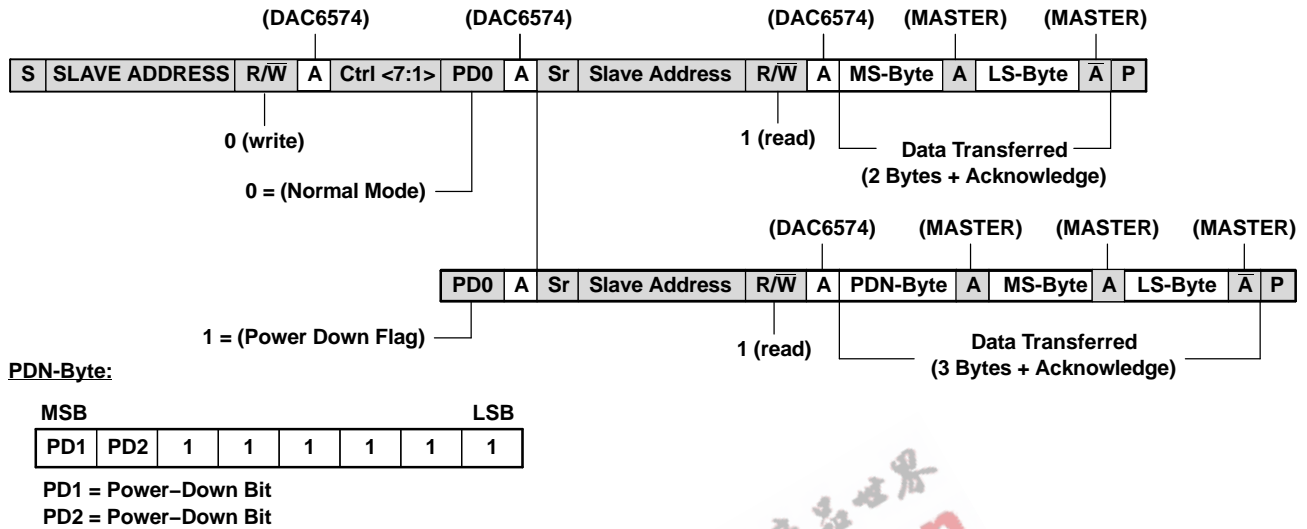 (DAC6574) (DAC6574) (DAC6574) (MASTER) (MASTER)
S SLAVE ADDRESS R/W̅ A Ctrl <7:1> PD0 A Sr Slave Address R/W̅ A MS-Byte A LS-Byte A̅ P
0 (write) 1 (read) Data Transferred
(2 Bytes + Acknowledge)
0 = (Normal Mode)
(DAC6574) (MASTER) (MASTER) (MASTER)
PD0 A Sr Slave Address R/W̅ A PDN-Byte A MS-Byte A LS-Byte A̅ P
1 = (Power Down Flag) 1 (read) Data Transferred
(3 Bytes + Acknowledge)
PDN-Byte:
MSB LSB
PD1 PD2 1 1 1 1 1 1
PD1 = Power−Down Bit
PD2 = Power−Down Bit